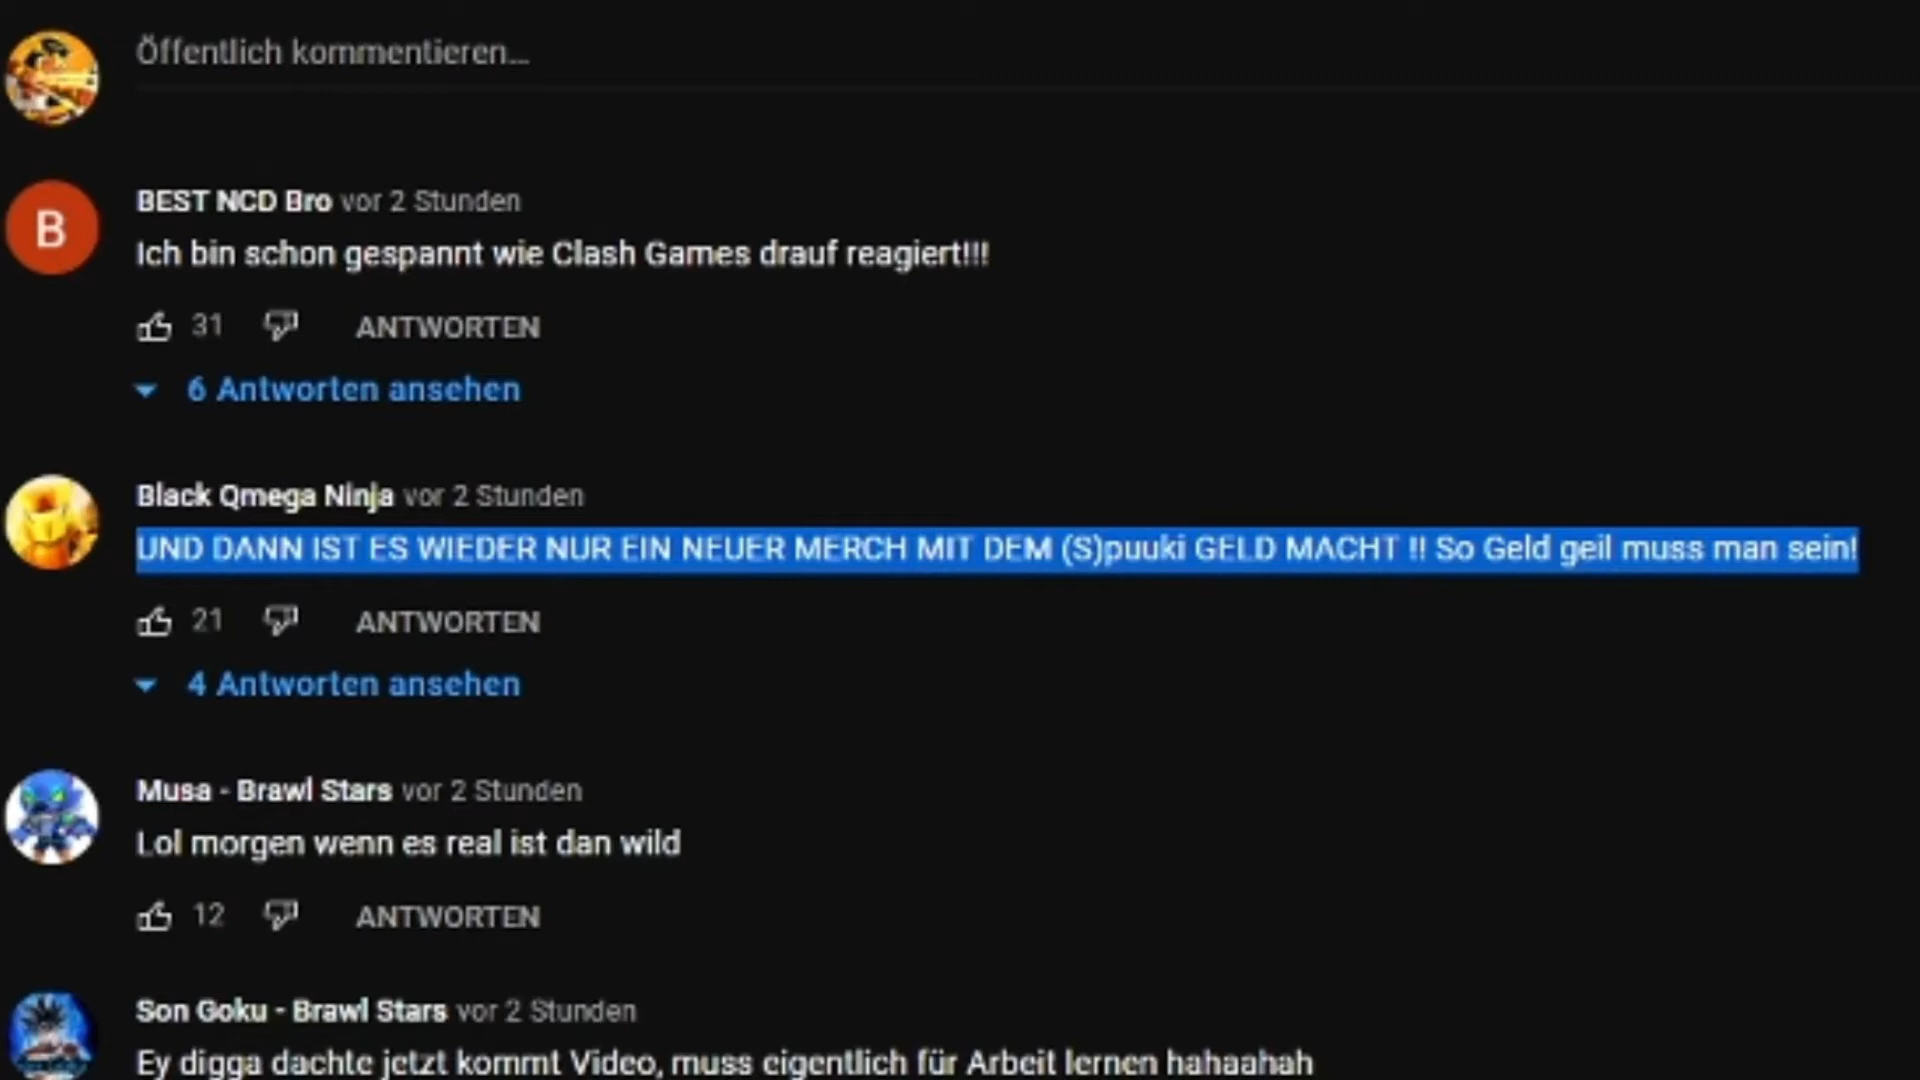 Öffentlich kommentieren...
B
BEST NCD Bro vor 2 Stunden
Ich bin schon gespannt wie Clash Games drauf reagiert!!!
31 ANTWORTEN
6 Antworten ansehen
Black Qmega Ninja vor 2 Stunden
UND DANN IST ES WIEDER NUR EIN NEUER MERCH MIT DEM (S)puuki GELD MACHT !! So Geld geil muss man sein!
21 ANTWORTEN
4 Antworten ansehen
Musa - Brawl Stars vor 2 Stunden
Lol morgen wenn es real ist dan wild
12 ANTWORTEN
Son Goku - Brawl Stars vor 2 Stunden
Ey digga dachte jetzt kommt Video, muss eigentlich für Arbeit lernen hahaahah